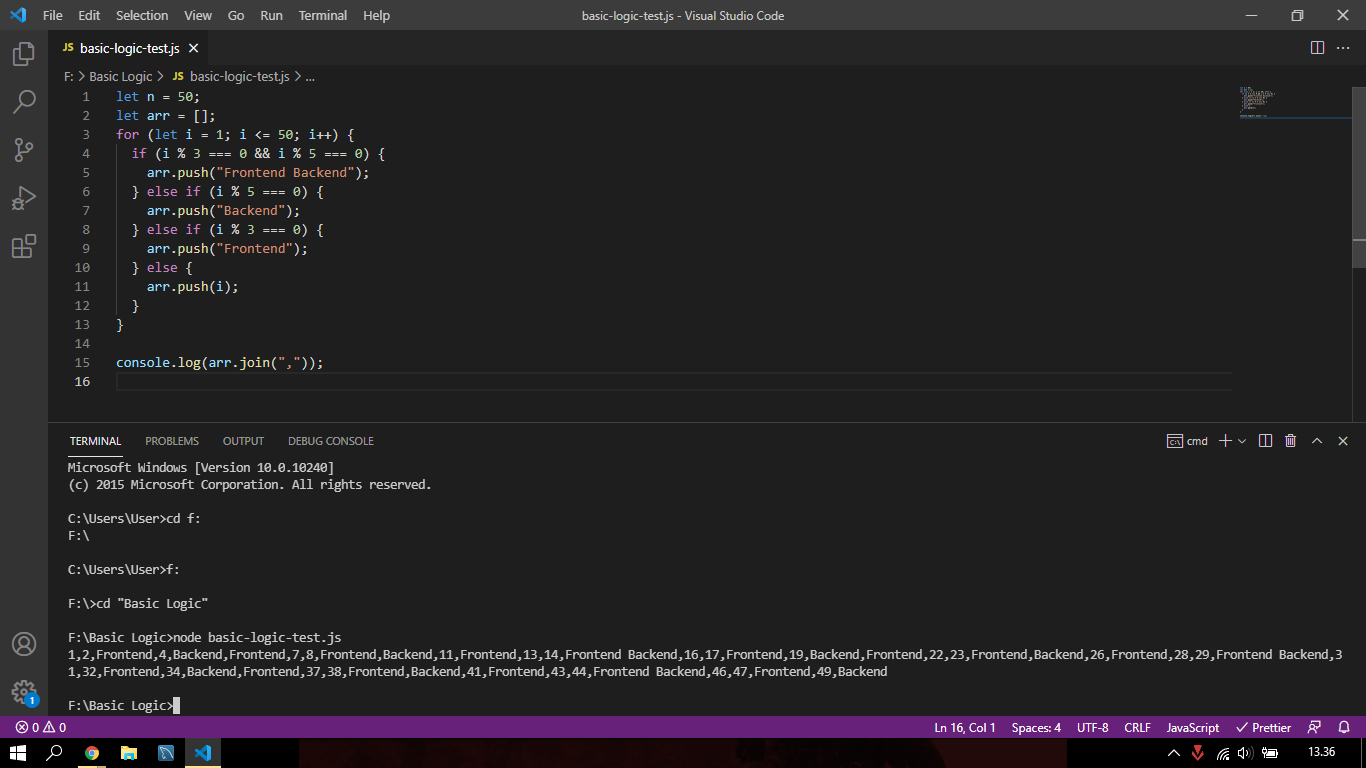 File Edit Selection View Go Run Terminal Help basic-logic-test.js - Visual Studio Code
JS basic-logic-test.js
F: > Basic Logic > JS basic-logic-test.js > ...
1 let n = 50;
2 let arr = [];
3 for (let i = 1; i <= 50; i++) {
4 if (i % 3 === 0 && i % 5 === 0) {
5 arr.push("Frontend Backend");
6 } else if (i % 5 === 0) {
7 arr.push("Backend");
8 } else if (i % 3 === 0) {
9 arr.push("Frontend");
10 } else {
11 arr.push(i);
12 }
13 }
14
15 console.log(arr.join(","));
16
TERMINAL PROBLEMS OUTPUT DEBUG CONSOLE cmd
Microsoft Windows [Version 10.0.10240]
(c) 2015 Microsoft Corporation. All rights reserved.
C:\Users\User>cd f:
F:\
C:\Users\User>f:
F:\>cd "Basic Logic"
F:\Basic Logic>node basic-logic-test.js
1,2,Frontend,4,Backend,Frontend,7,8,Frontend,Backend,11,Frontend,13,14,Frontend Backend,16,17,Frontend,19,Backend,Frontend,22,23,Frontend,Backend,26,Frontend,28,29,Frontend Backend,3
1,32,Frontend,34,Backend,Frontend,37,38,Frontend,Backend,41,Frontend,43,44,Frontend Backend,46,47,Frontend,49,Backend
F:\Basic Logic>
1
0 0 Ln 16, Col 1 Spaces: 4 UTF-8 CRLF JavaScript Prettier
13.36